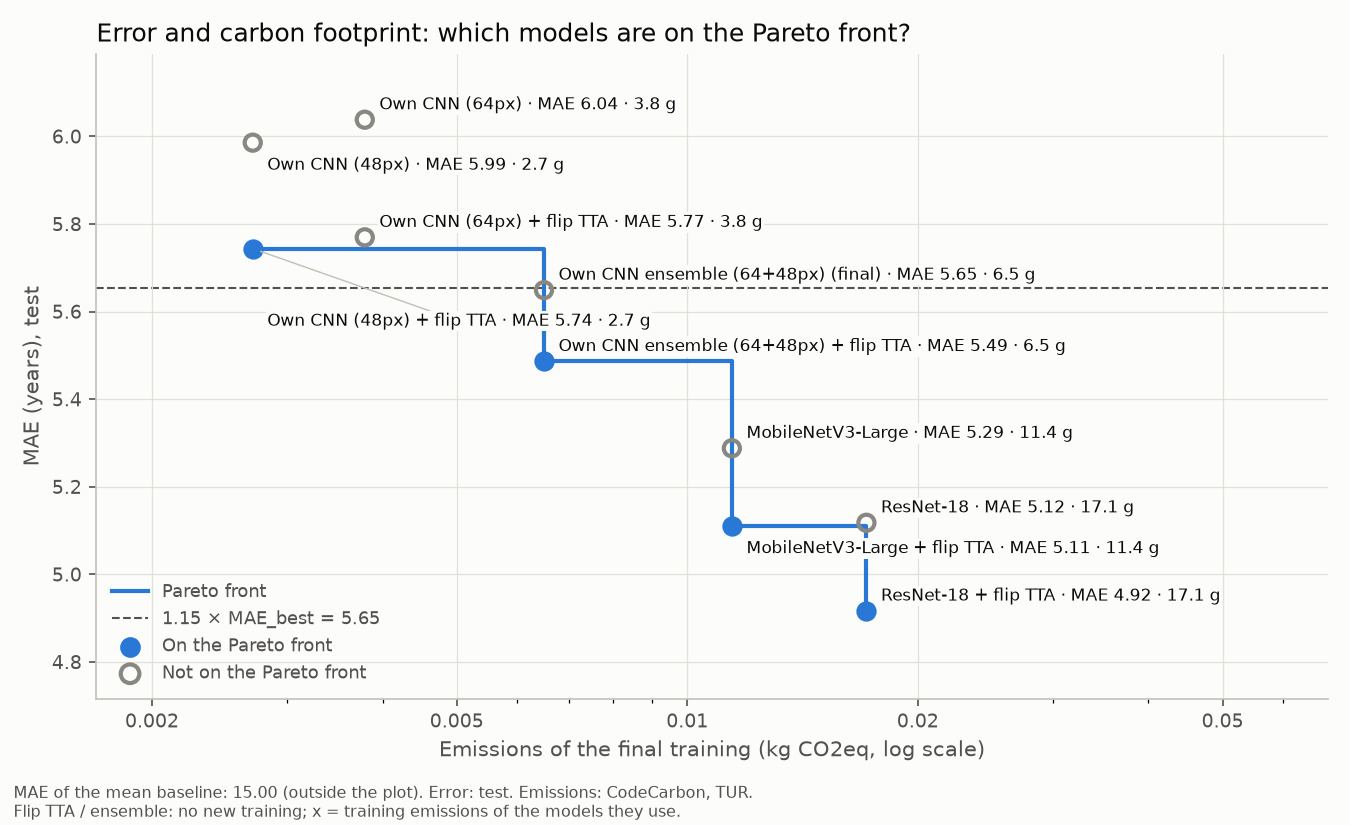 Error and carbon footprint: which models are on the Pareto front?
Own CNN (64px) · MAE 6.04 · 3.8 g
6.0
Own CNN (48px) · MAE 5.99 · 2.7 g
Own CNN (64px) + flip TTA · MAE 5.77 · 3.8 g
5.8
Own CNN ensemble (64+48px) (final) · MAE 5.65 · 6.5 g
5.6
Own CNN (48px) + flip TTA · MAE 5.74 · 2.7 g
Own CNN ensemble (64+48px) + flip TTA · MAE 5.49 · 6.5 g
MAE (years), test
5.4
MobileNetV3-Large · MAE 5.29 · 11.4 g
5.2
ResNet-18 · MAE 5.12 · 17.1 g
MobileNetV3-Large + flip TTA · MAE 5.11 · 11.4 g
5.0
ResNet-18 + flip TTA · MAE 4.92 · 17.1 g
Pareto front
1.15 × MAE_best = 5.65
On the Pareto front
4.8
Not on the Pareto front
0.002 0.005 0.01 0.02 0.05
Emissions of the final training (kg CO2eq, log scale)
MAE of the mean baseline: 15.00 (outside the plot). Error: test. Emissions: CodeCarbon, TUR.
Flip TTA / ensemble: no new training; x = training emissions of the models they use.